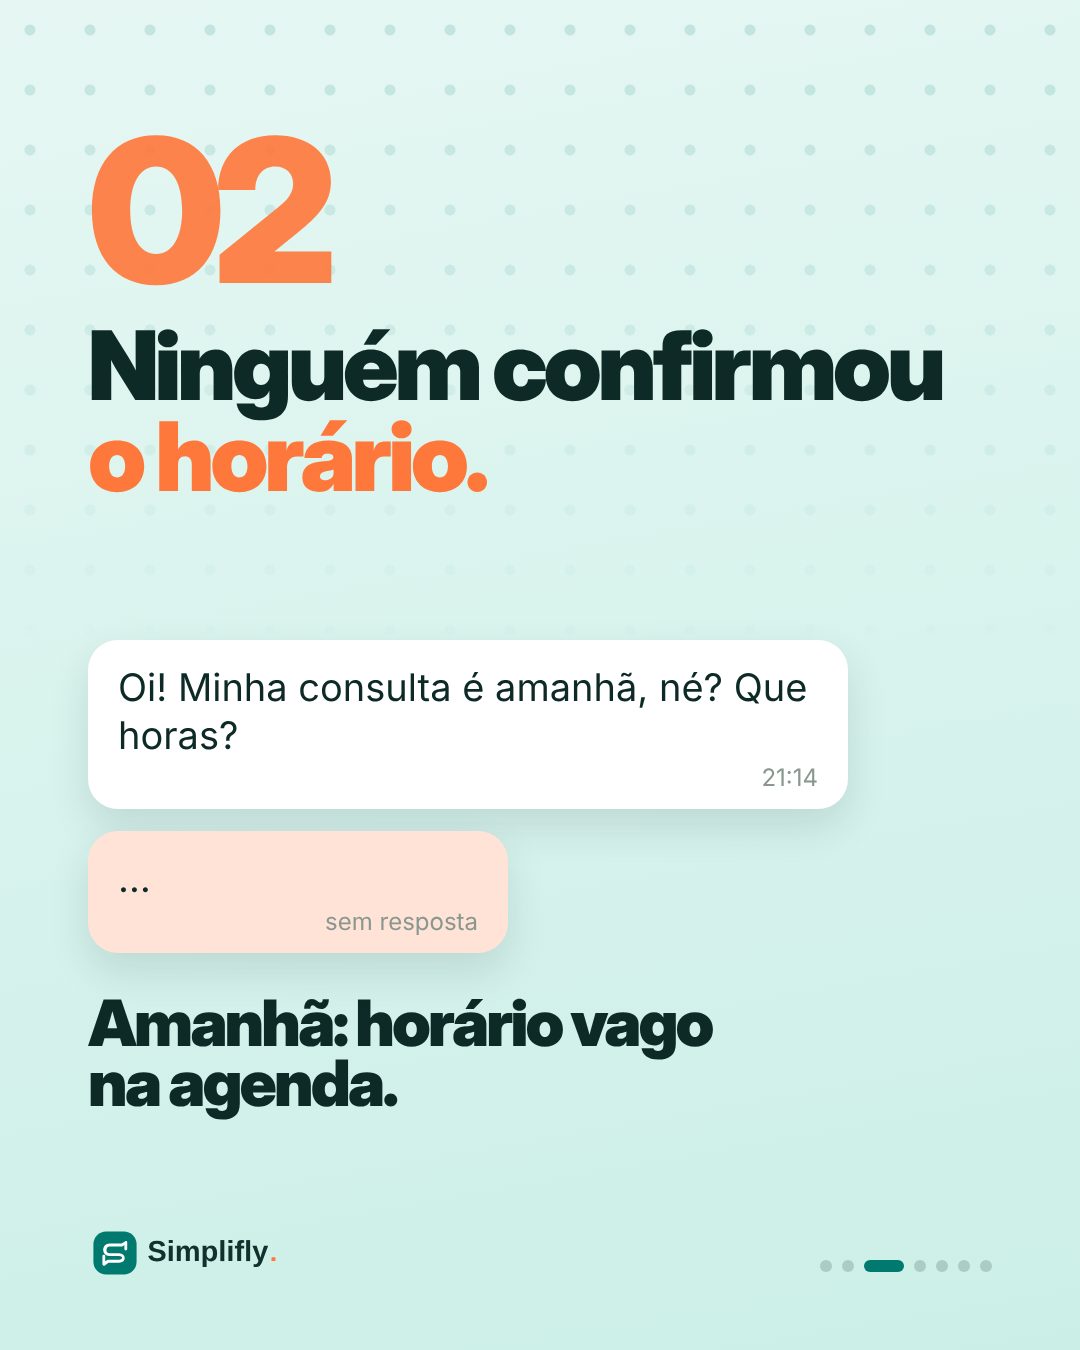 02
Ninguém confirmou
o horário.
Oi! Minha consulta é amanhã, né? Que
horas?
21:14
...
sem resposta
Amanhã: horário vago
na agenda.
Simplifly.